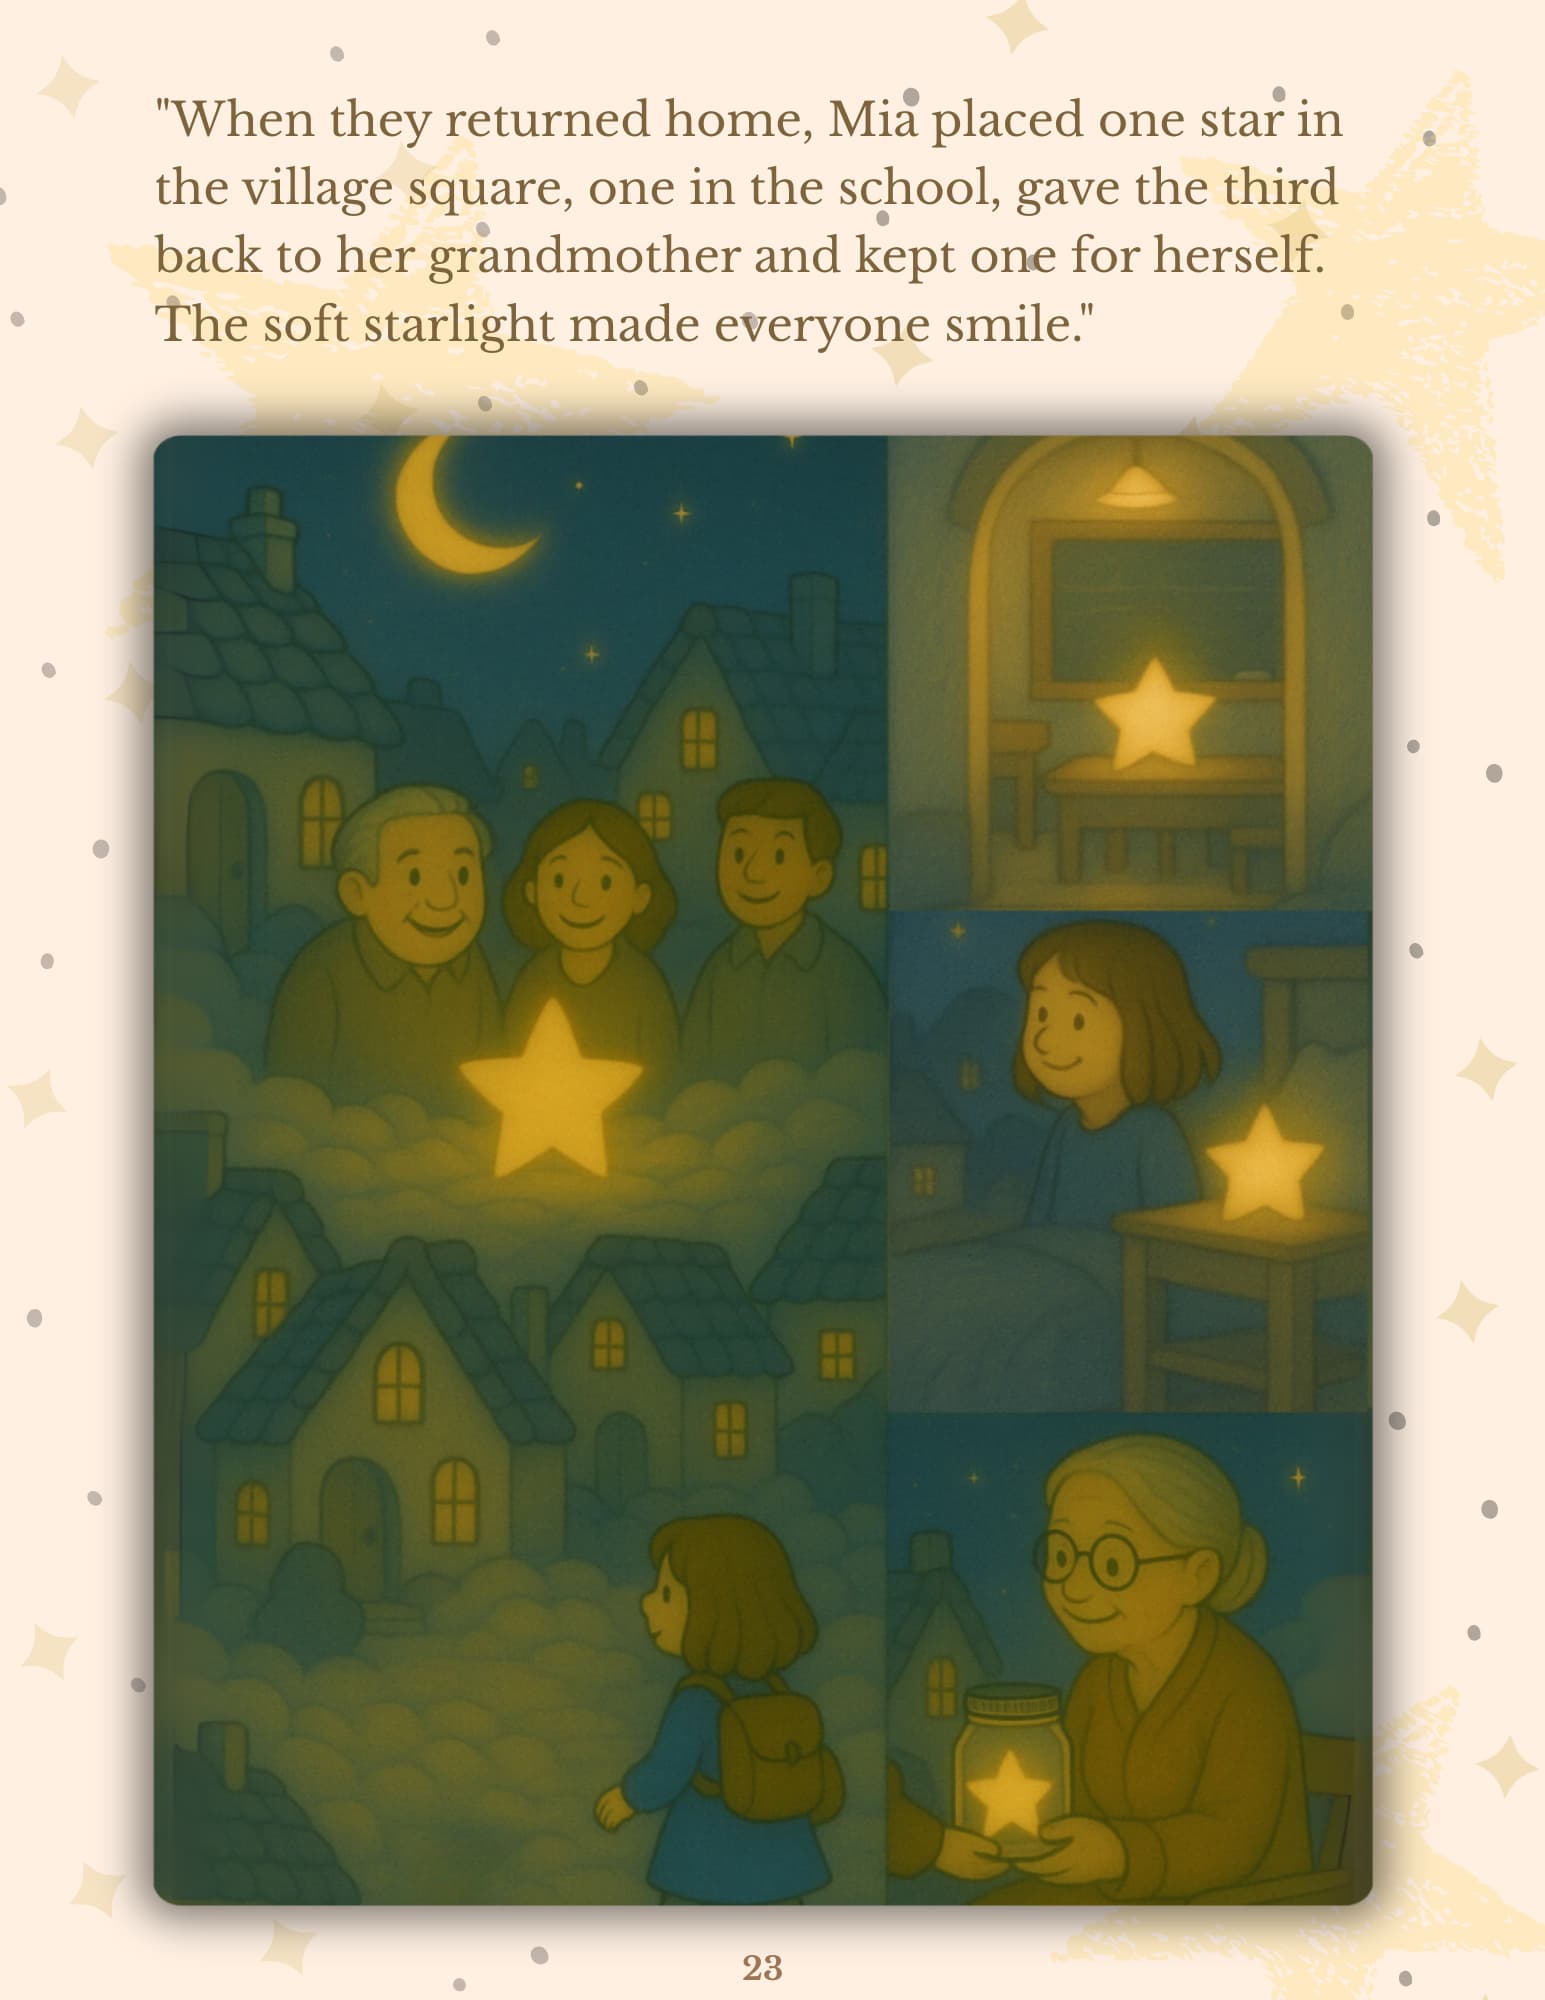 "When they returned home, Mia placed one star in
the village square, one in the school, gave the third
back to her grandmother and kept one for herself.
The soft starlight made everyone smile."
23